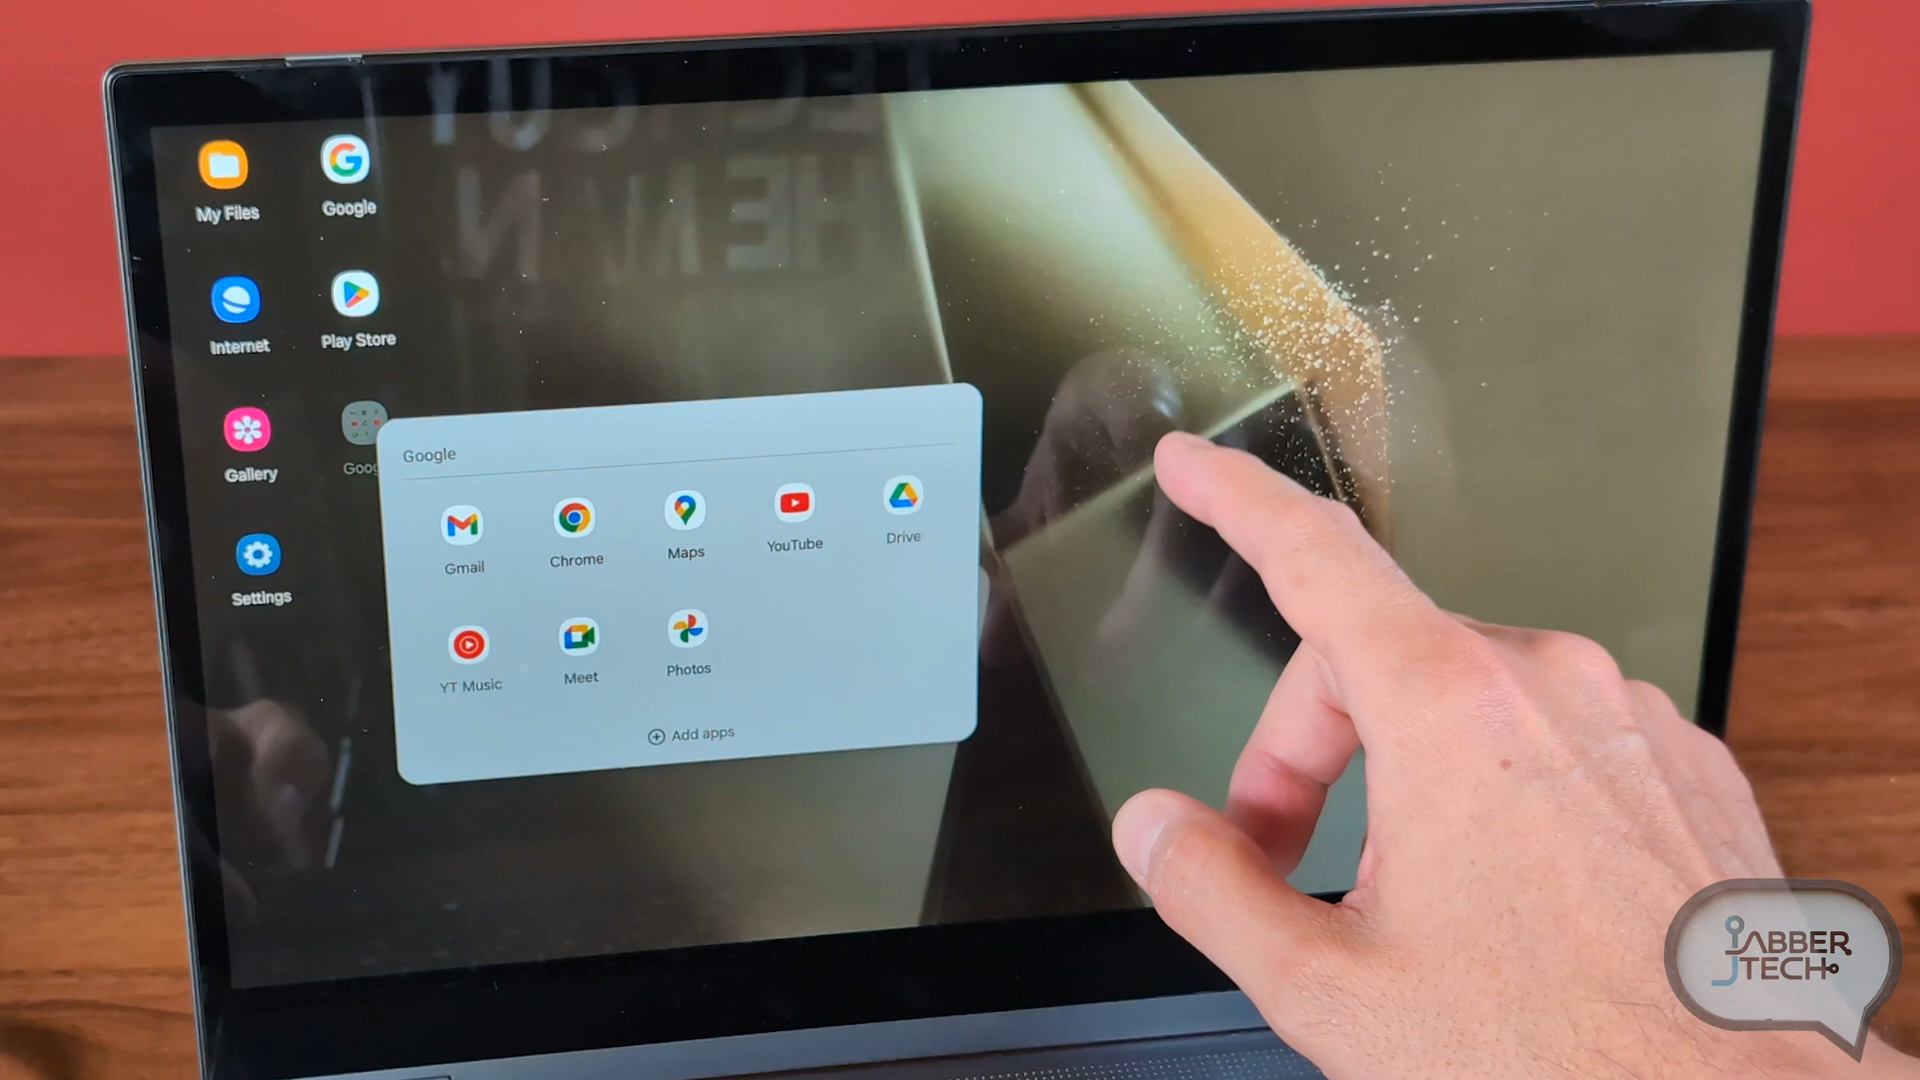 My Files
Google
Internet
Play Store
Gallery
Goog
Settings
Google
Gmail
Chrome
Maps
YouTube
Drive
YT Music
Meet
Photos
Add apps
JABBER
TECH